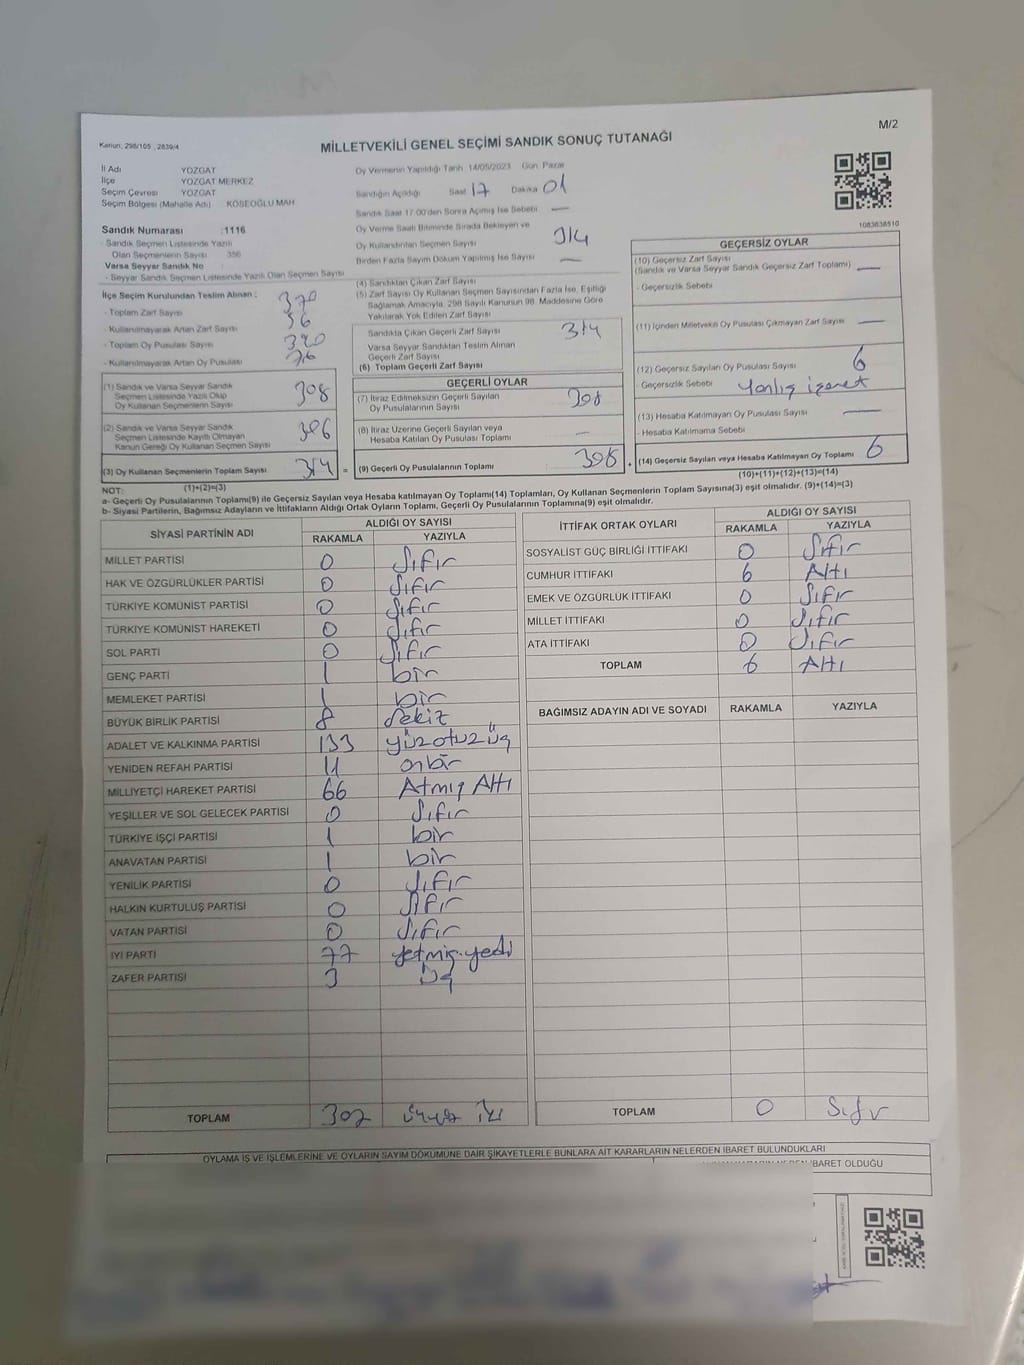 M/2
Kanun, 298/105 , 2839/4
MİLLETVEKİLİ GENEL SEÇİMİ SANDIK SONUÇ TUTANAĞI
İl Adı YOZGAT
İlçe YOZGAT MERKEZ
Seçim Çevresi YOZGAT
Seçim Bölgesi (Mahalle Adı) KÖSEOĞLU MAH
Oy Vermenin Yapıldığı Tarih 14/05/2023 Gün Pazar
Sandığın Açıldığı Saat 17 Dakika 01
Sandık Saat 17:00'den Sonra Açılmış İse Sebebi —
Oy Verme Saati Bitiminde Sırada Bekleyen ve
Oy Kullandırılan Seçmen Sayısı 314
Birden Fazla Sayım Döküm Yapılmış İse Sayısı —
1083638510
Sandık Numarası :1116
- Sandık Seçmen Listesinde Yazılı
Olan Seçmenlerin Sayısı 356
Varsa Seyyar Sandık No :
- Seyyar Sandık Seçmen Listesinde Yazılı Olan Seçmen Sayısı
İlçe Seçim Kurulundan Teslim Alınan :
- Toplam Zarf Sayısı 370
- Kullanılmayarak Artan Zarf Sayısı 56
- Toplam Oy Pusulası Sayısı
- Kullanılmayarak Artan Oy Pusulası
(1) Sandık ve Varsa Seyyar Sandık
Seçmen Listesinde Yazılı Olup
Oy Kullanan Seçmenlerin Sayısı 308
(2) Sandık ve Varsa Seyyar Sandık
Seçmen Listesinde Kayıtlı Olmayan
Kanun Gereği Oy Kullanan Seçmen Sayısı
(3) Oy Kullanan Seçmenlerin Toplam Sayısı 314 =
(1)+(2)=(3)
(4) Sandıktan Çıkan Zarf Sayısı
(5) Zarf Sayısı Oy Kullanan Seçmen Sayısından Fazla İse, Eşitliği
Sağlamak Amacıyla, 298 Sayılı Kanunun 98. Maddesine Göre
Yakılarak Yok Edilen Zarf Sayısı
Sandıkta Çıkan Geçerli Zarf Sayısı 314
Varsa Seyyar Sandıktan Teslim Alınan
Geçerli Zarf Sayısı
(6) Toplam Geçerli Zarf Sayısı
GEÇERLİ OYLAR
(7) İtiraz Edilmeksizin Geçerli Sayılan
Oy Pusulalarının Sayısı 308
(8) İtiraz Üzerine Geçerli Sayılan veya
Hesaba Katılan Oy Pusulası Toplamı —
(9) Geçerli Oy Pusulalarının Toplamı 308 +
GEÇERSİZ OYLAR
(10) Geçersiz Zarf Sayısı
(Sandık ve Varsa Seyyar Sandık Geçersiz Zarf Toplamı) —
- Geçersizlik Sebebi
(11) İçinden Milletvekili Oy Pusulası Çıkmayan Zarf Sayısı —
(12) Geçersiz Sayılan Oy Pusulası Sayısı 6
- Geçersizlik Sebebi Yanlış işaret
(13) Hesaba Katılmayan Oy Pusulası Sayısı —
- Hesaba Katılmama Sebebi
(14) Geçersiz Sayılan veya Hesaba Katılmayan Oy Toplamı 6
(10)+(11)+(12)+(13)=(14)
NOT:
a- Geçerli Oy Pusulalarının Toplamı(9) ile Geçersiz Sayılan veya Hesaba katılmayan Oy Toplamı(14) Toplamları, Oy Kullanan Seçmenlerin Toplam Sayısına(3) eşit olmalıdır. (9)+(14)=(3)
b- Siyasi Partilerin, Bağımsız Adayların ve İttifakların Aldığı Ortak Oyların Toplamı, Geçerli Oy Pusulalarının Toplamına(9) eşit olmalıdır.
SİYASİ PARTİNİN ADI ALDIĞI OY SAYISI
RAKAMLA YAZIYLA
MİLLET PARTİSİ 0 Sıfır
HAK VE ÖZGÜRLÜKLER PARTİSİ 0 Sıfır
TÜRKİYE KOMÜNİST PARTİSİ 0 Sıfır
TÜRKİYE KOMÜNİST HAREKETİ 0 Sıfır
SOL PARTİ 0 Sıfır
GENÇ PARTİ 1 bir
MEMLEKET PARTİSİ 1 bir
BÜYÜK BİRLİK PARTİSİ 8 Sekiz
ADALET VE KALKINMA PARTİSİ 133 yüzotuzüç
YENİDEN REFAH PARTİSİ 11 onbir
MİLLİYETÇİ HAREKET PARTİSİ 66 Atmış Altı
YEŞİLLER VE SOL GELECEK PARTİSİ 0 Sıfır
TÜRKİYE İŞÇİ PARTİSİ 1 bir
ANAVATAN PARTİSİ 1 bir
YENİLİK PARTİSİ 0 Sıfır
HALKIN KURTULUŞ PARTİSİ 0 Sıfır
VATAN PARTİSİ 0 Sıfır
İYİ PARTİ 77 yetmiş yedi
ZAFER PARTİSİ 3 üç
TOPLAM 302 üçyüz iki
İTTİFAK ORTAK OYLARI ALDIĞI OY SAYISI
RAKAMLA YAZIYLA
SOSYALİST GÜÇ BİRLİĞİ İTTİFAKI 0 Sıfır
CUMHUR İTTİFAKI 6 Altı
EMEK VE ÖZGÜRLÜK İTTİFAKI 0 Sıfır
MİLLET İTTİFAKI 0 Sıfır
ATA İTTİFAKI 0 Sıfır
TOPLAM 6 Altı
BAĞIMSIZ ADAYIN ADI VE SOYADI RAKAMLA YAZIYLA
TOPLAM 0 Sıfır
OYLAMA İŞ VE İŞLEMLERİNE VE OYLARIN SAYIM DÖKÜMÜNE DAİR ŞİKAYETLERLE BUNLARA AİT KARARLARIN NELERDEN İBARET BULUNDUKLARI
İBARET OLDUĞU